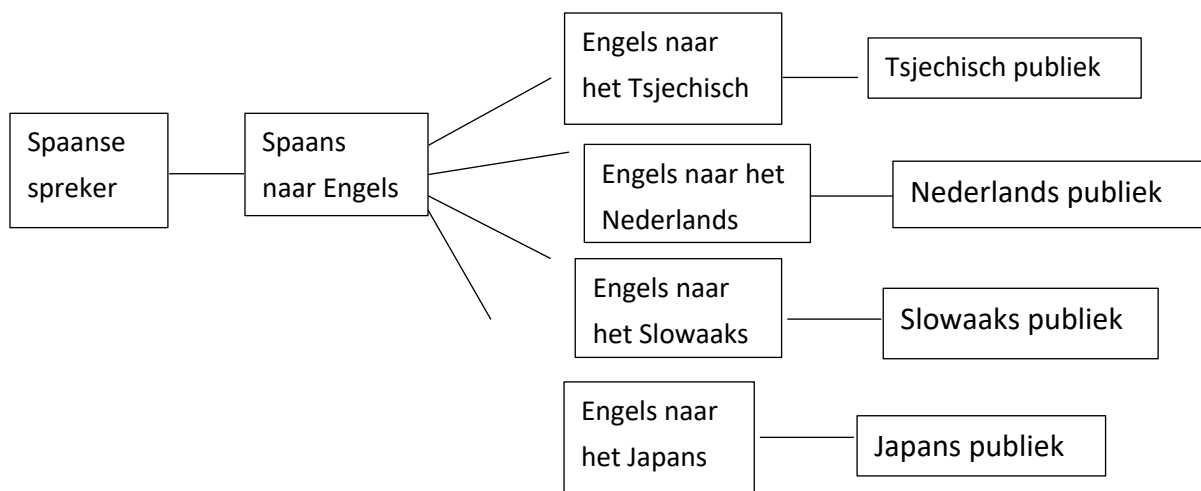 Spaanse
spreker
Spaans
naar Engels
Engels naar
het Tsjechisch
Tsjechisch publiek
Engels naar het
Nederlands
Nederlands publiek
Engels naar
het Slowaaks
Slowaaks publiek
Engels naar
het Japans
Japans publiek